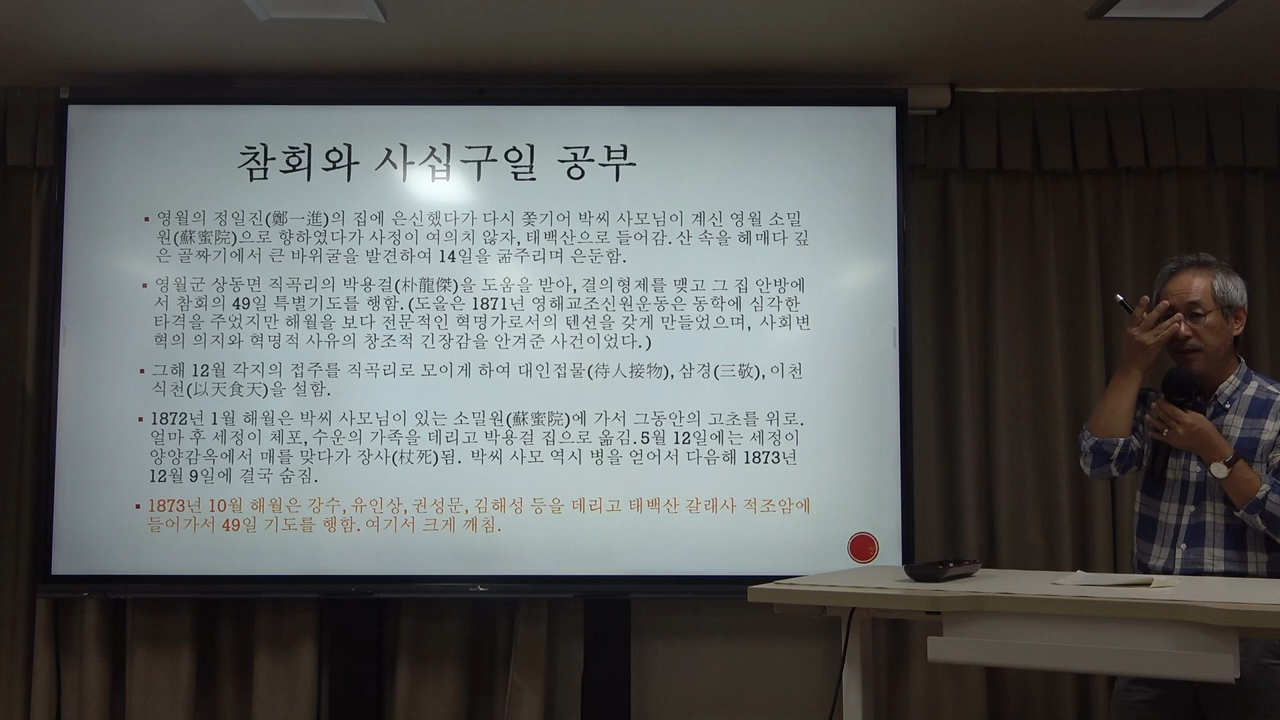 참회와 사십구일 공부
▪ 영월의 정일진(鄭一進)의 집에 은신했다가 다시 쫓기어 박씨 사모님이 계신 영월 소밀
원(蘇蜜院)으로 향하였다가 사정이 여의치 않자, 태백산으로 들어감. 산 속을 헤매다 깊
은 골짜기에서 큰 바위굴을 발견하여 14일을 굶주리며 은둔함.
▪ 영월군 상동면 직곡리의 박용걸(朴龍傑)을 도움을 받아, 결의형제를 맺고 그 집 안방에
서 참회의 49일 특별기도를 행함. (도올은 1871년 영해교조신원운동은 동학에 심각한
타격을 주었지만 해월을 보다 전문적인 혁명가로서의 텐션을 갖게 만들었으며, 사회변
혁의 의지와 혁명적 사유의 창조적 긴장감을 안겨준 사건이었다.)
▪ 그해 12월 각지의 접주를 직곡리로 모이게 하여 대인접물(待人接物), 삼경(三敬), 이천
식천(以天食天)을 설함.
▪ 1872년 1월 해월은 박씨 사모님이 있는 소밀원(蘇蜜院)에 가서 그동안의 고초를 위로.
얼마 후 세정이 체포, 수운의 가족을 데리고 박용걸 집으로 옮김. 5월 12일에는 세정이
양양감옥에서 매를 맞다가 장사(杖死)됨. 박씨 사모 역시 병을 얻어서 다음해 1873년
12월 9일에 결국 숨짐.
▪ 1873년 10월 해월은 강수, 유인상, 권성문, 김해성 등을 데리고 태백산 갈래사 적조암에
들어가서 49일 기도를 행함. 여기서 크게 깨침.